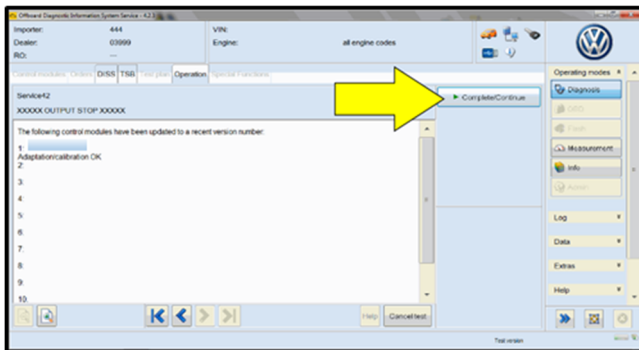 Offboard Diagnostic Information System Service - 4.2.3
Importer: 444
Dealer: 03999
RO: ---
VIN:
Engine: all engine codes
Control modules Orders DISS TSB Test plan Operation Special Functions
Service42
XXXXX OUTPUT STOP XXXXX
Complete/Continue
The following control modules have been updated to a recent version number:
1:
Adaptation/calibration OK
2:
3.
4:
5:
6.
7.
8:
9.
10.
Help
Cancel test
Operating modes
Diagnosis
OBD
Flash
Measurement
Info
Admin
Log
Data
Extras
Help
Test version